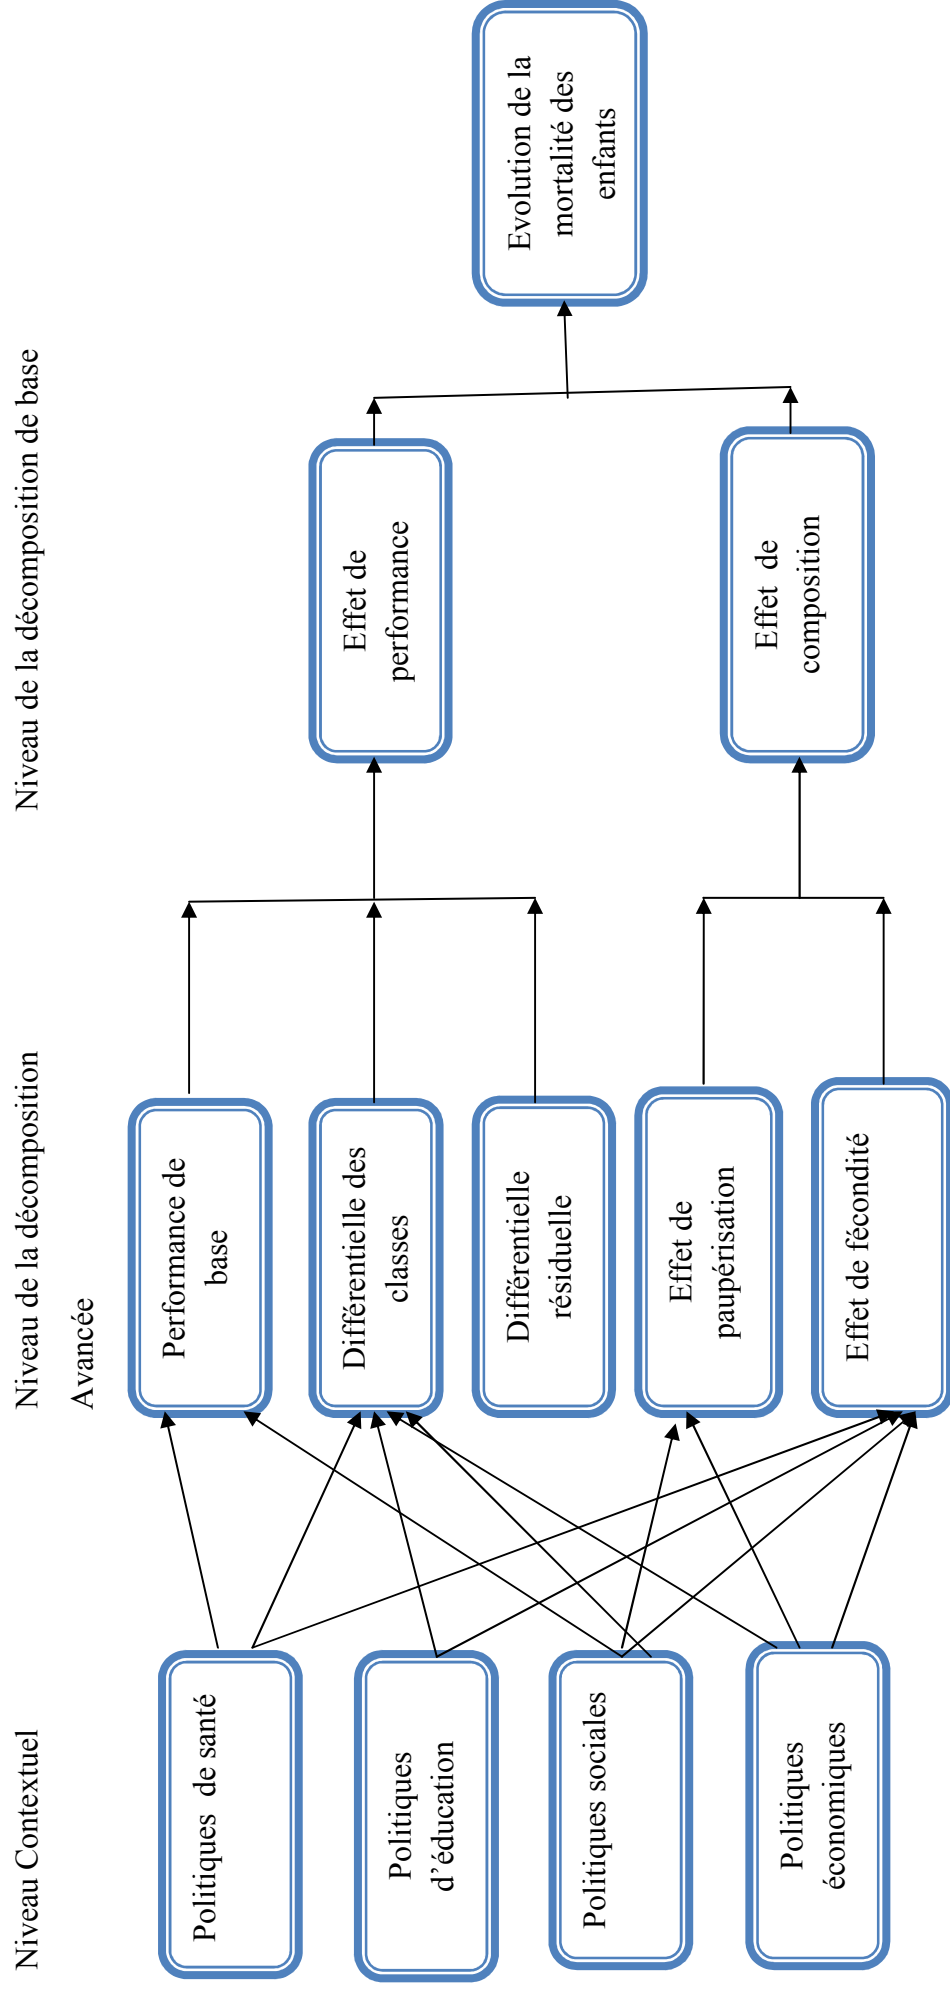 Niveau Contextuel
Niveau de la décomposition
Avancée
Niveau de la décomposition de base
Politiques de santé
Politiques
d’éducation
Politiques sociales
Politiques
économiques
Performance de
base
Différentielle des
classes
Différentielle
résiduelle
Effet de
paupérisation
Effet de fécondité
Effet de
performance
Effet de
composition
Evolution de la
mortalité des
enfants